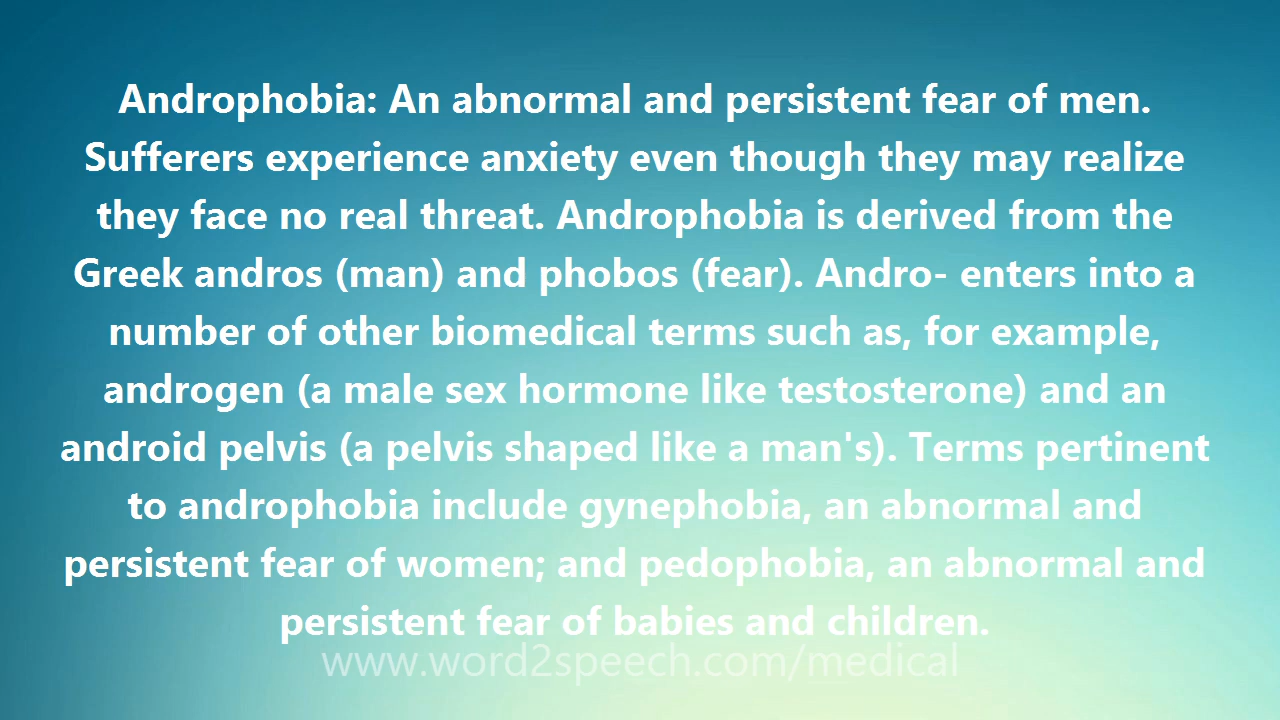 Androphobia: An abnormal and persistent fear of men.
Sufferers experience anxiety even though they may realize
they face no real threat. Androphobia is derived from the
Greek andros (man) and phobos (fear). Andro- enters into a
number of other biomedical terms such as, for example,
androgen (a male sex hormone like testosterone) and an
android pelvis (a pelvis shaped like a man's). Terms pertinent
to androphobia include gynephobia, an abnormal and
persistent fear of women; and pedophobia, an abnormal and
persistent fear of babies and children.
www.word2speech.com/medical